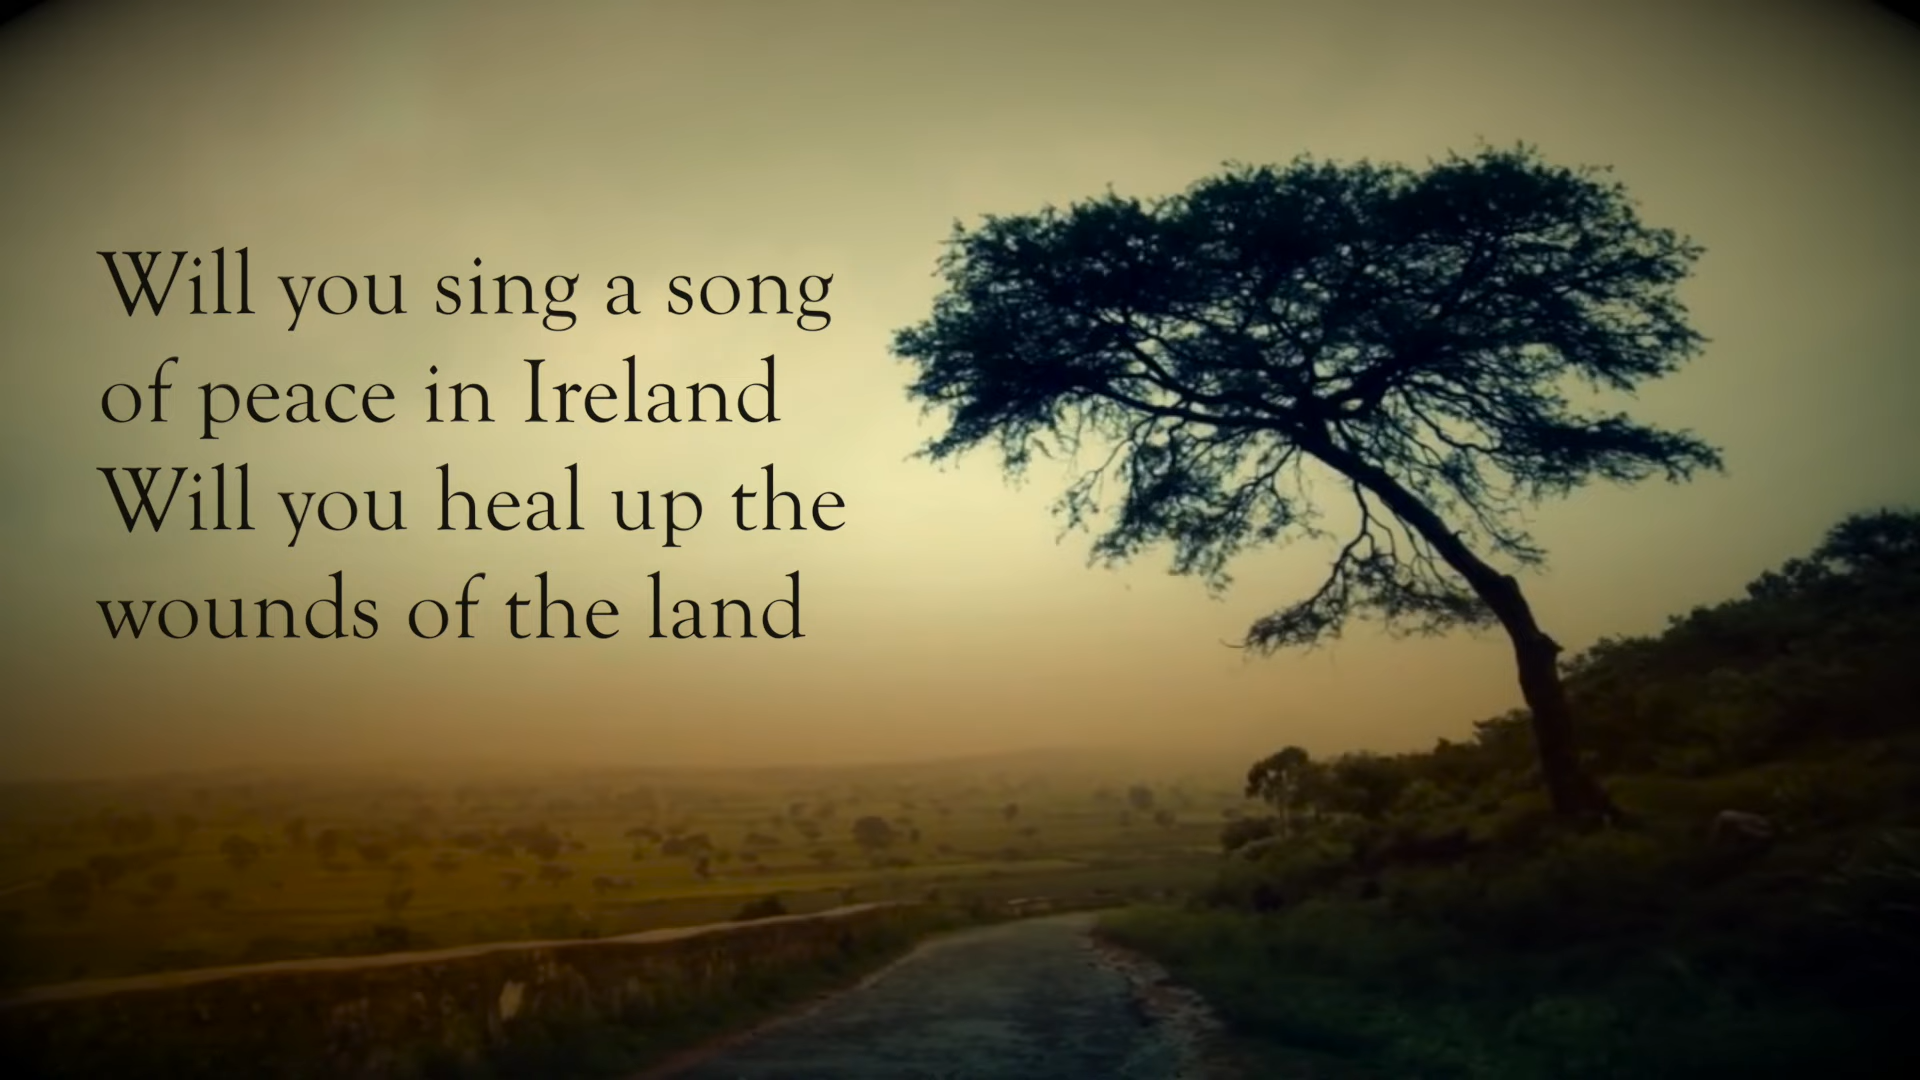 Will you sing a song
of peace in Ireland
Will you heal up the
wounds of the land